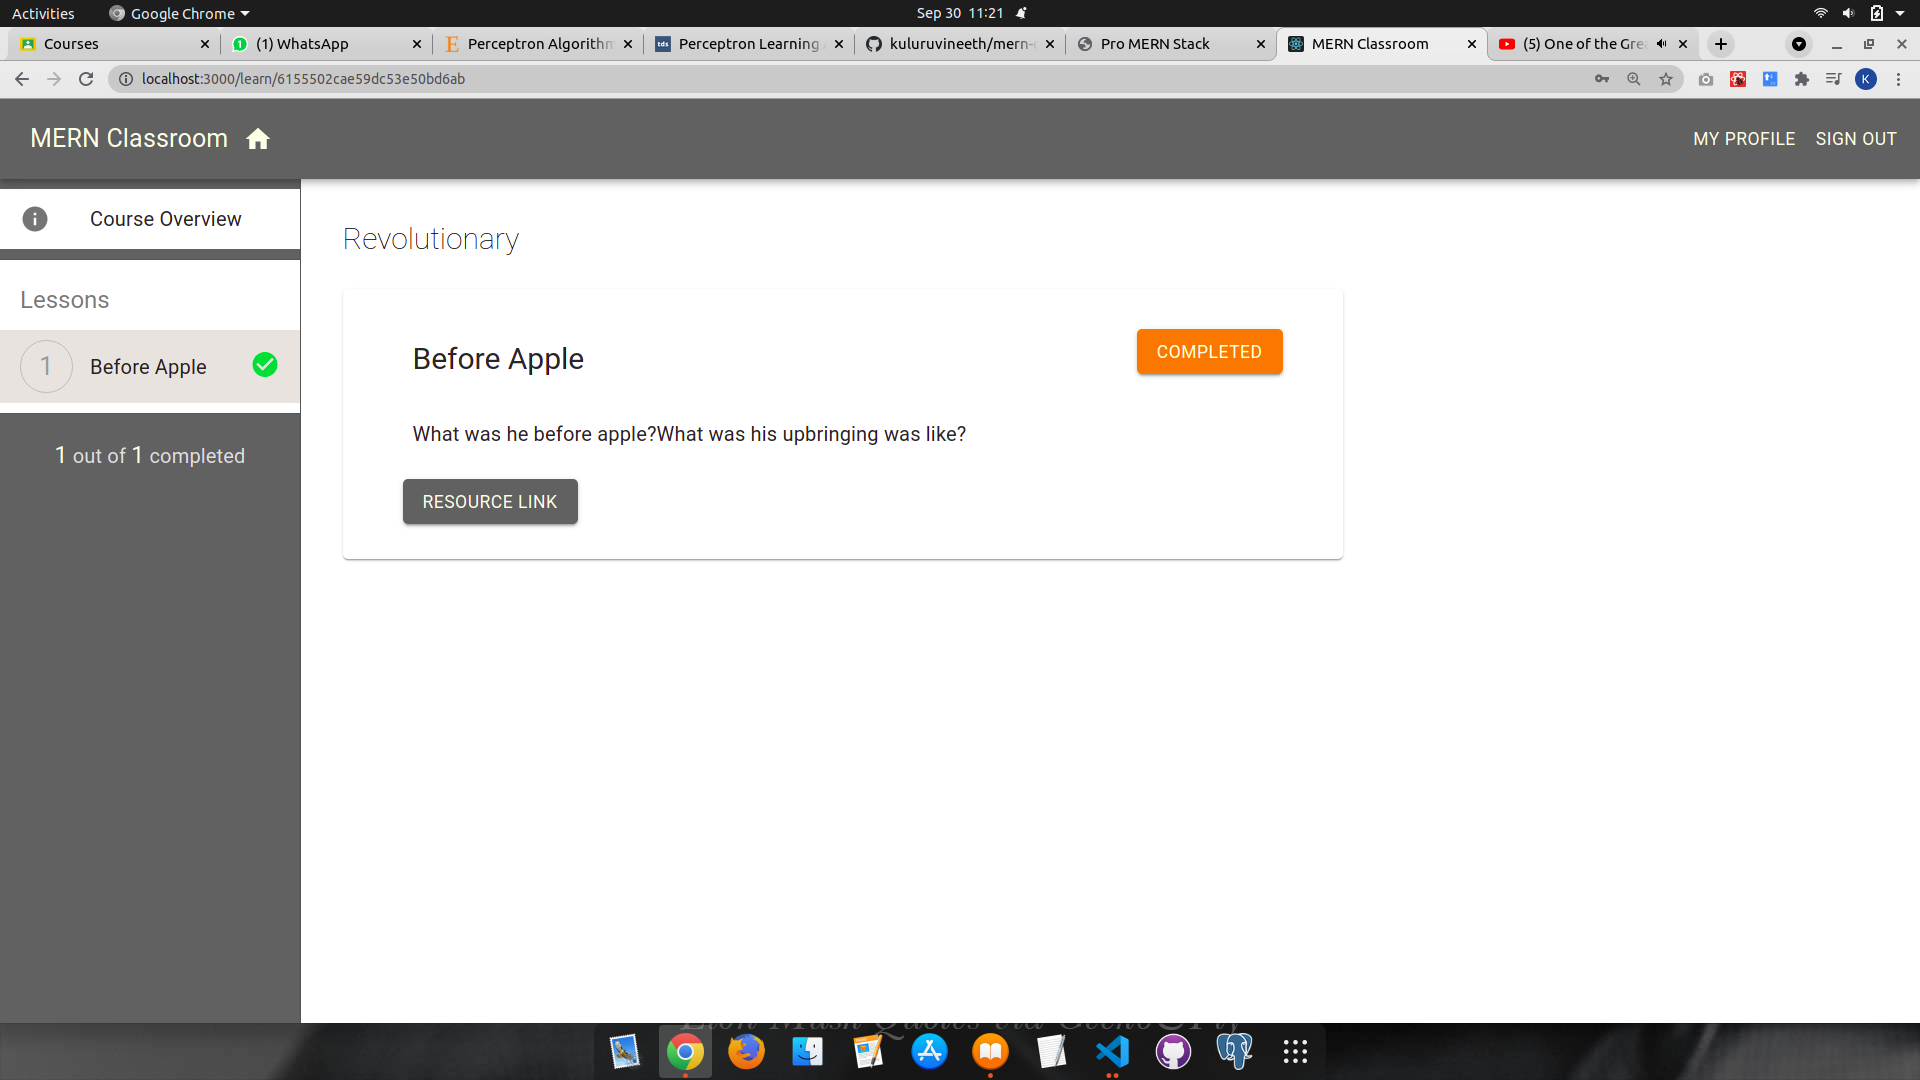 Activities Google Chrome Sep 30 11:21
Courses (1) WhatsApp Perceptron Algorithm Perceptron Learning kuluruvineeth/mern- Pro MERN Stack MERN Classroom (5) One of the Gre
localhost:3000/learn/6155502cae59dc53e50bd6ab K
MERN Classroom MY PROFILE SIGN OUT
Course Overview
Revolutionary
Lessons
1 Before Apple
Before Apple COMPLETED
What was he before apple?What was his upbringing was like?
1 out of 1 completed
RESOURCE LINK